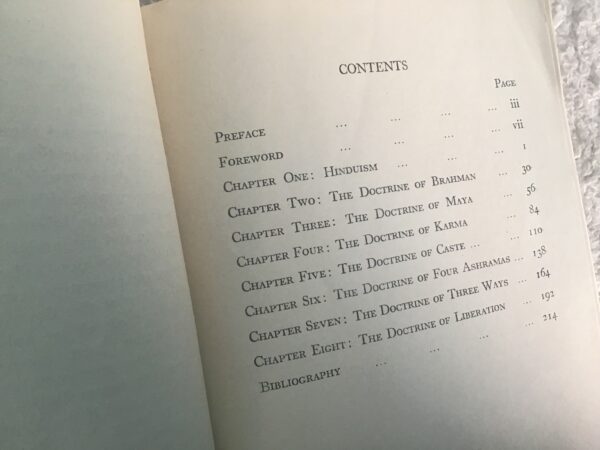 CONTENTS
PAGE
PREFACE ... ... ... ... iii
FOREWORD ... ... ... ... vii
CHAPTER ONE: HINDUISM ... ... ... 1
CHAPTER TWO: THE DOCTRINE OF BRAHMAN ... 30
CHAPTER THREE: THE DOCTRINE OF MAYA ... 56
CHAPTER FOUR: THE DOCTRINE OF KARMA ... 84
CHAPTER FIVE: THE DOCTRINE OF CASTE ... ... 110
CHAPTER SIX: THE DOCTRINE OF FOUR ASHRAMAS ... 138
CHAPTER SEVEN: THE DOCTRINE OF THREE WAYS ... 164
CHAPTER EIGHT: THE DOCTRINE OF LIBERATION ... 192
BIBLIOGRAPHY ... ... ... ... 214